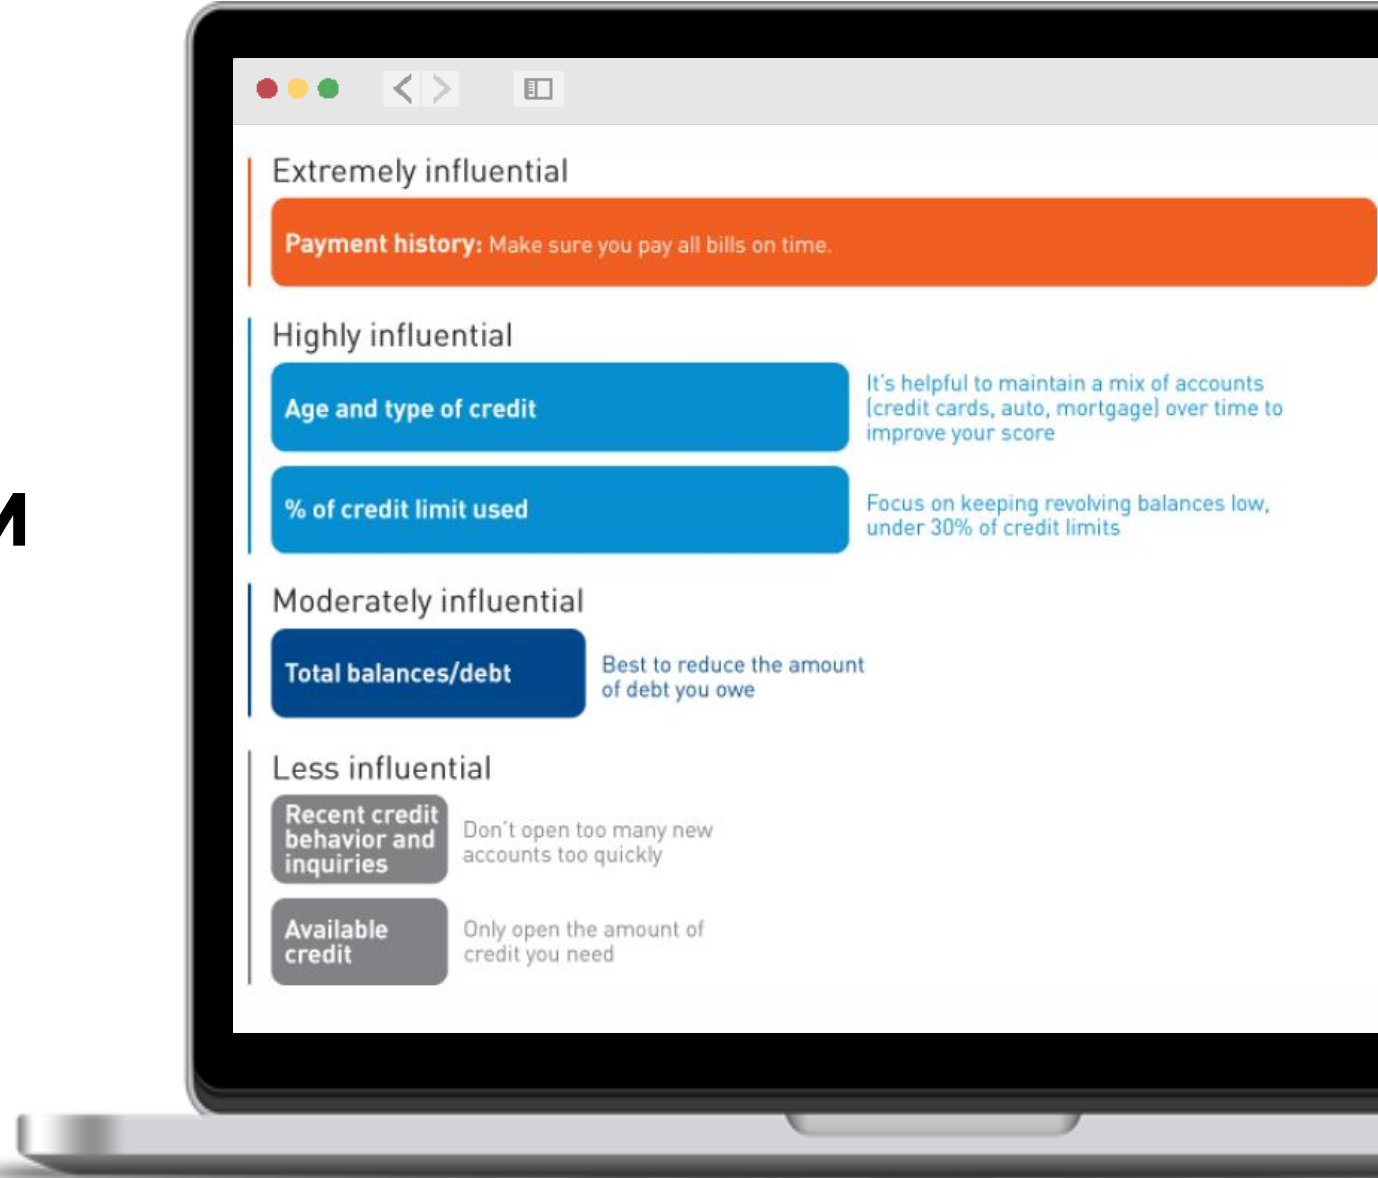 Extremely influential
Payment history: Make sure you pay all bills on time.
Highly influential
Age and type of credit
It's helpful to maintain a mix of accounts
(credit cards, auto, mortgage) over time to
improve your score
% of credit limit used
Focus on keeping revolving balances low,
under 30% of credit limits
Moderately influential
Total balances/debt
Best to reduce the amount
of debt you owe
Less influential
Recent credit
behavior and
inquiries
Don't open too many new
accounts too quickly
Available
credit
Only open the amount of
credit you need